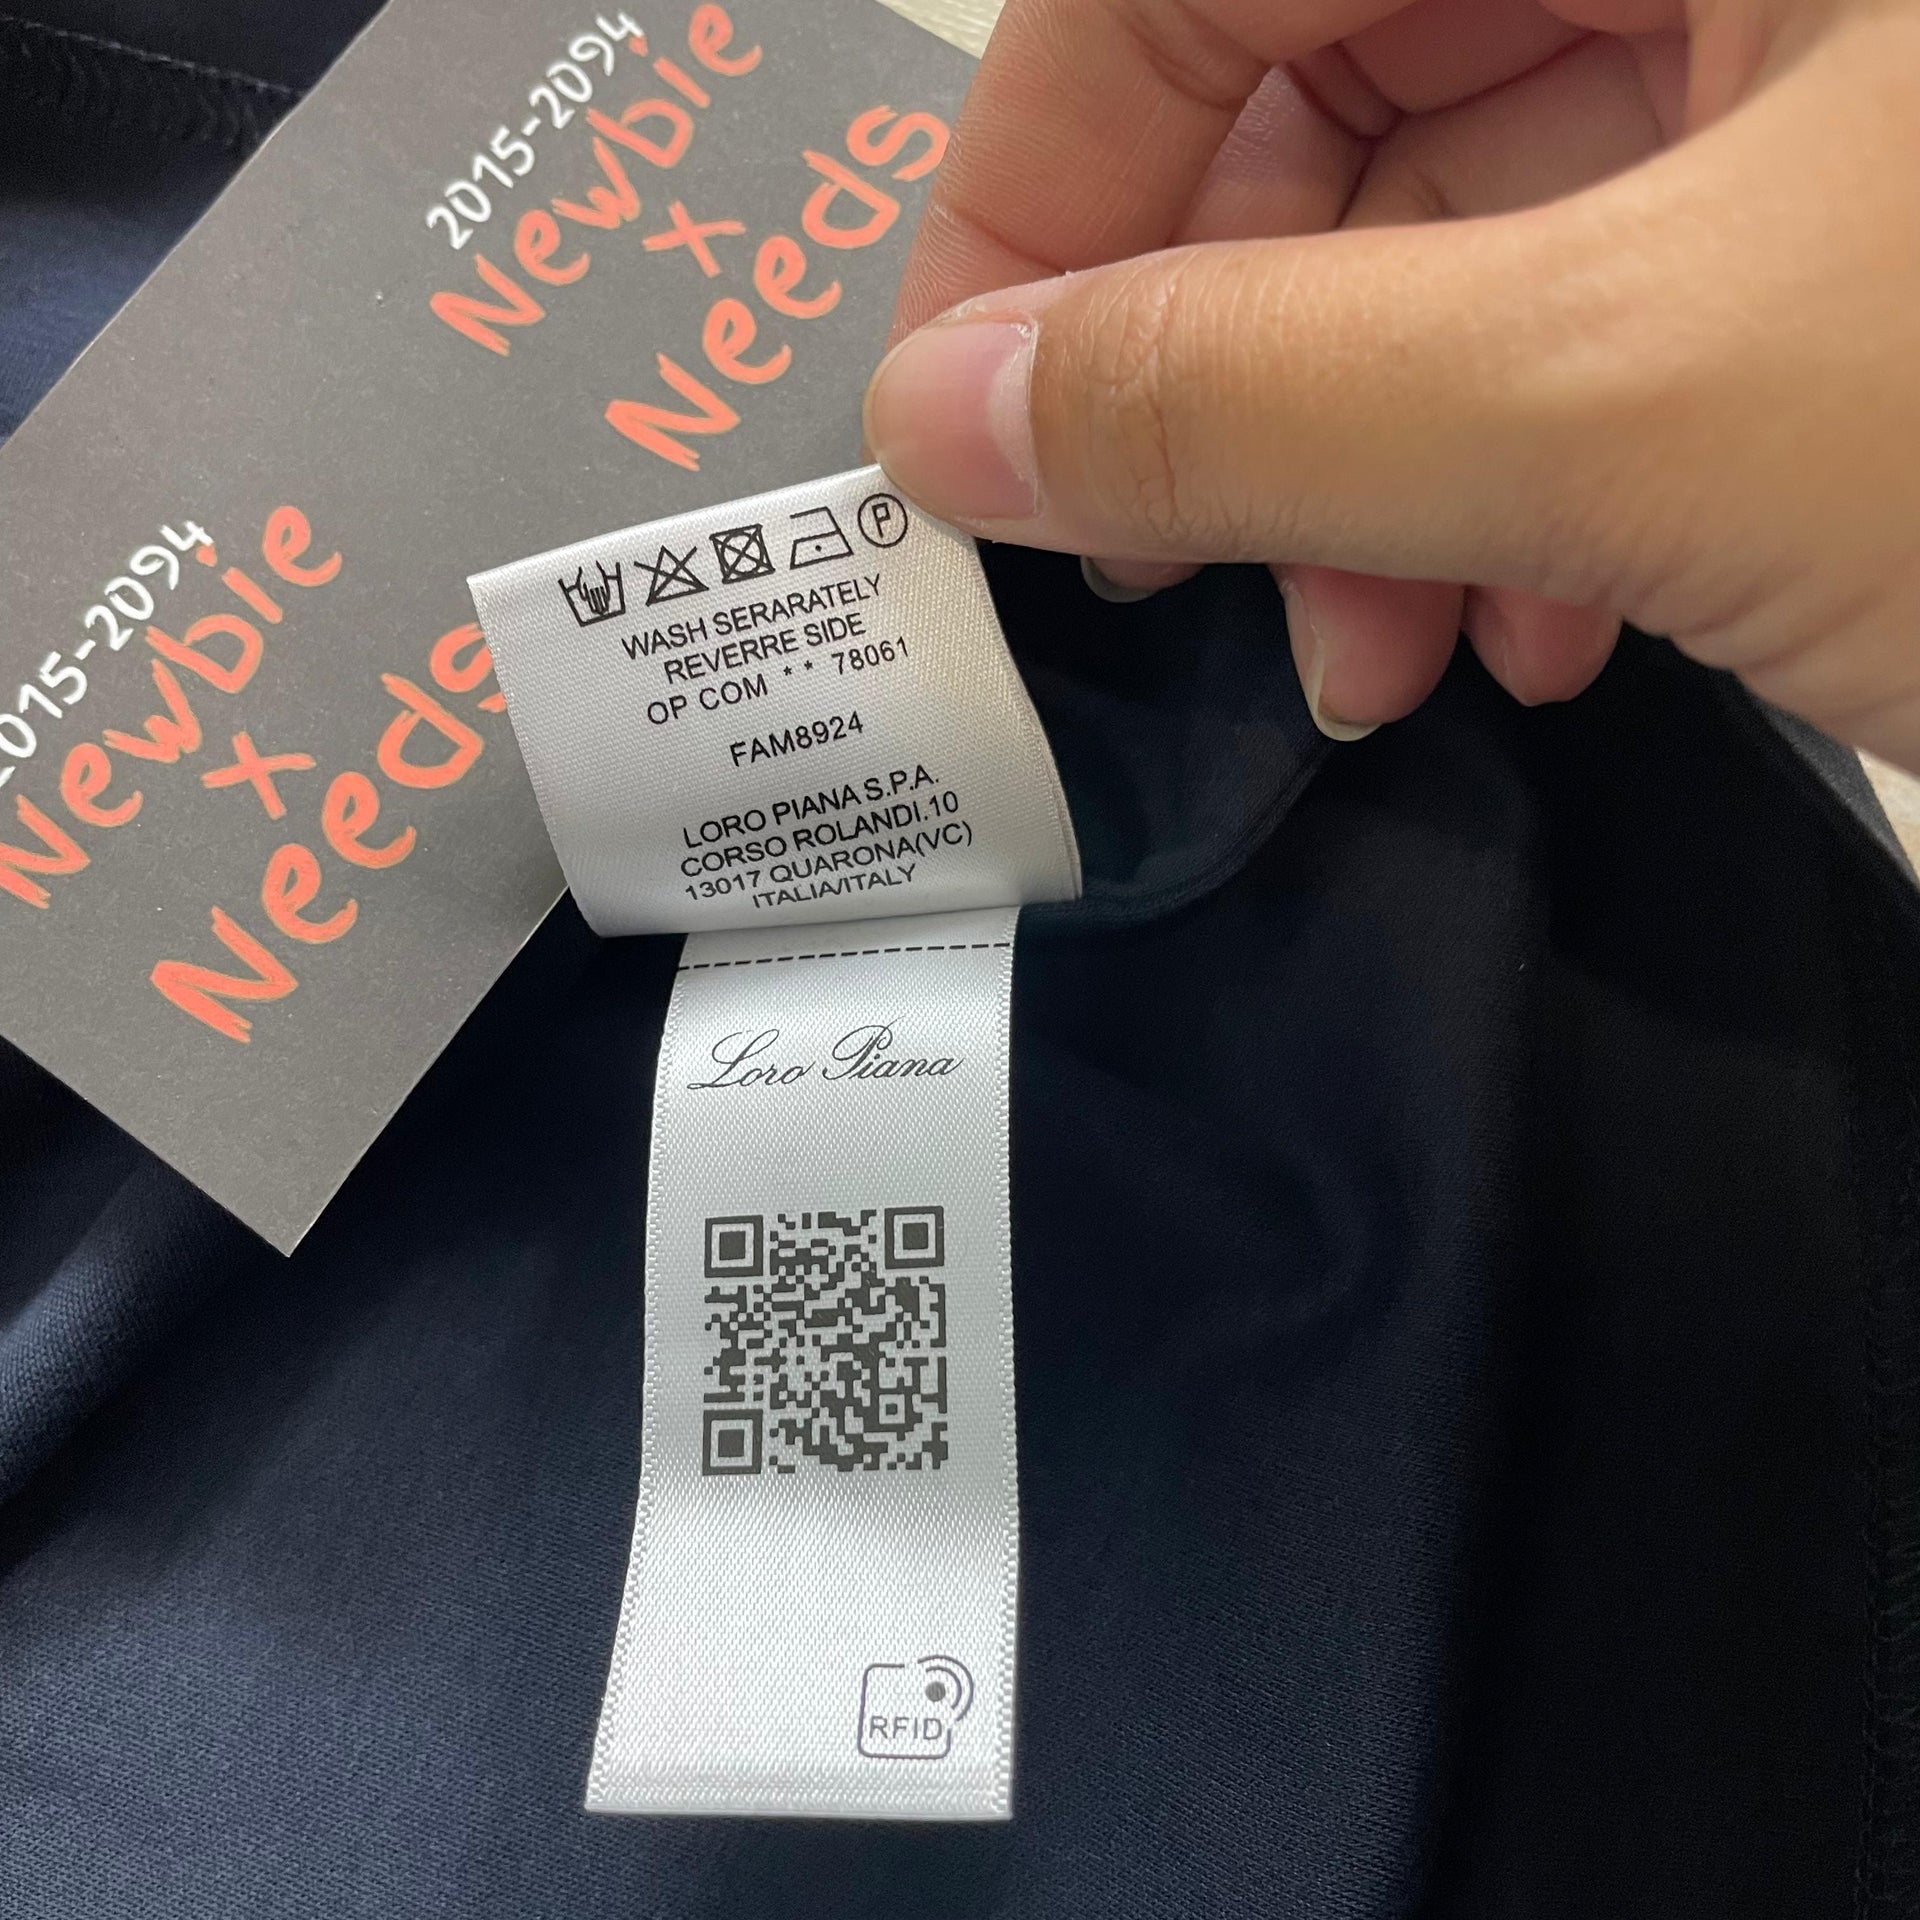 2015-2094
Newbie
x
Needs
2015-2094
Newbie
x
Needs
P
WASH SERARATELY
REVERRE SIDE
OP COM ** 78061
FAM8924
LORO PIANA S.P.A.
CORSO ROLANDI.10
13017 QUARONA(VC)
ITALIA/ITALY
Loro Piana
RFID